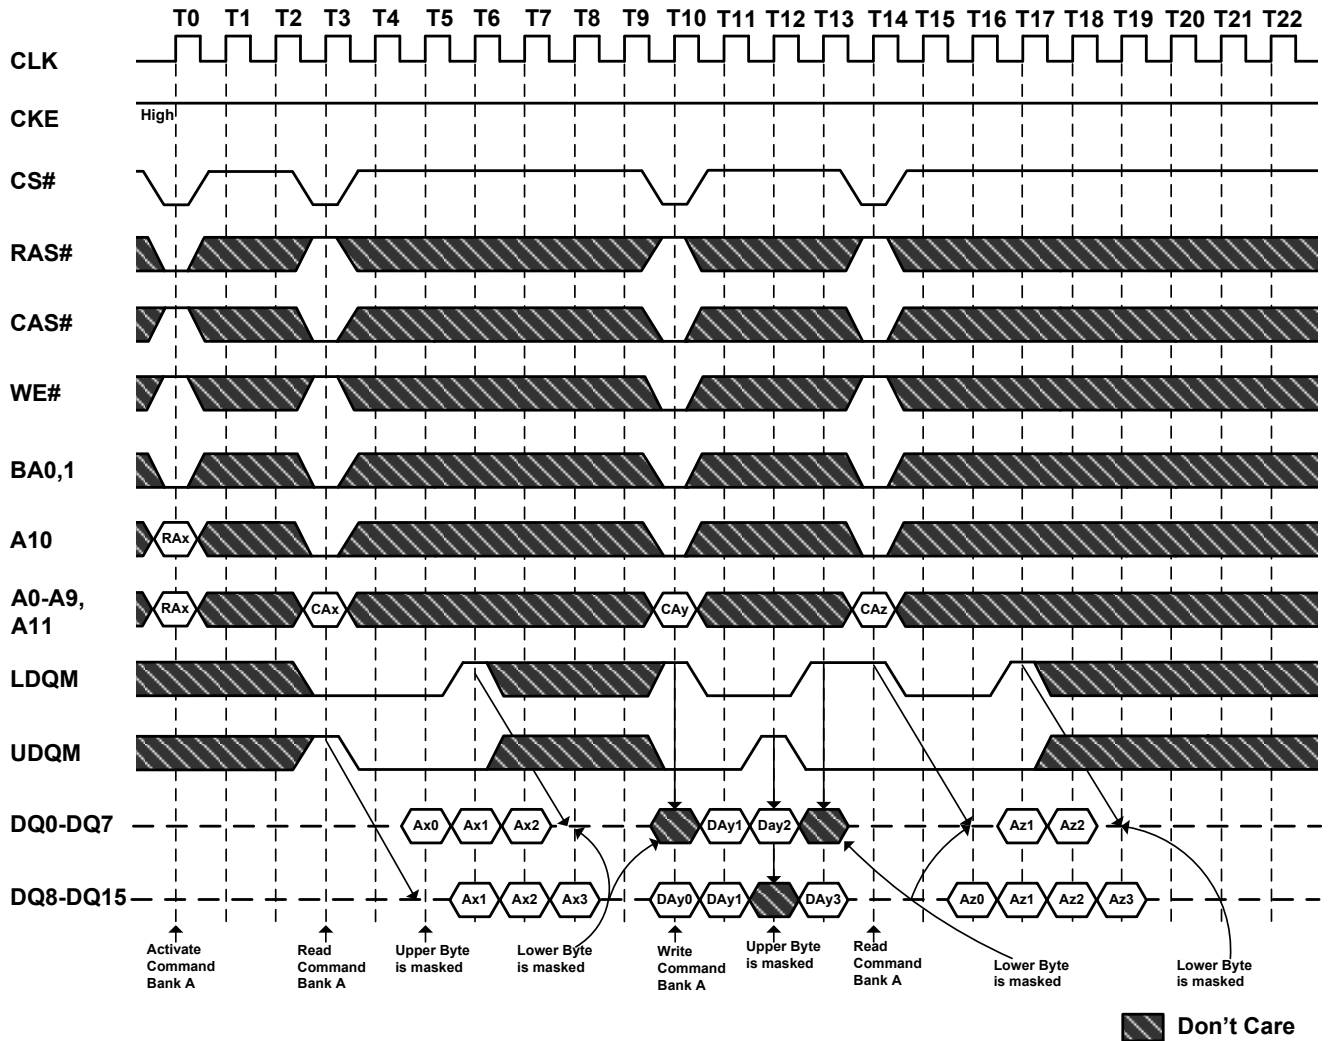 T0 T1 T2 T3 T4 T5 T6 T7 T8 T9 T10 T11 T12 T13 T14 T15 T16 T17 T18 T19 T20 T21 T22
CLK
CKE
High
CS#
RAS#
CAS#
WE#
BA0,1
A10
RAx
A0-A9,
A11
RAx CAx CAy CAz
LDQM
UDQM
DQ0-DQ7
Ax0 Ax1 Ax2 DAy1 Day2 Az1 Az2
DQ8-DQ15
Ax1 Ax2 Ax3 DAy0 DAy1 DAy3 Az0 Az1 Az2 Az3
Activate
Command
Bank A
Read
Command
Bank A
Upper Byte
is masked
Lower Byte
is masked
Write
Command
Bank A
Upper Byte
is masked
Read
Command
Bank A
Lower Byte
is masked
Lower Byte
is masked
Don't Care